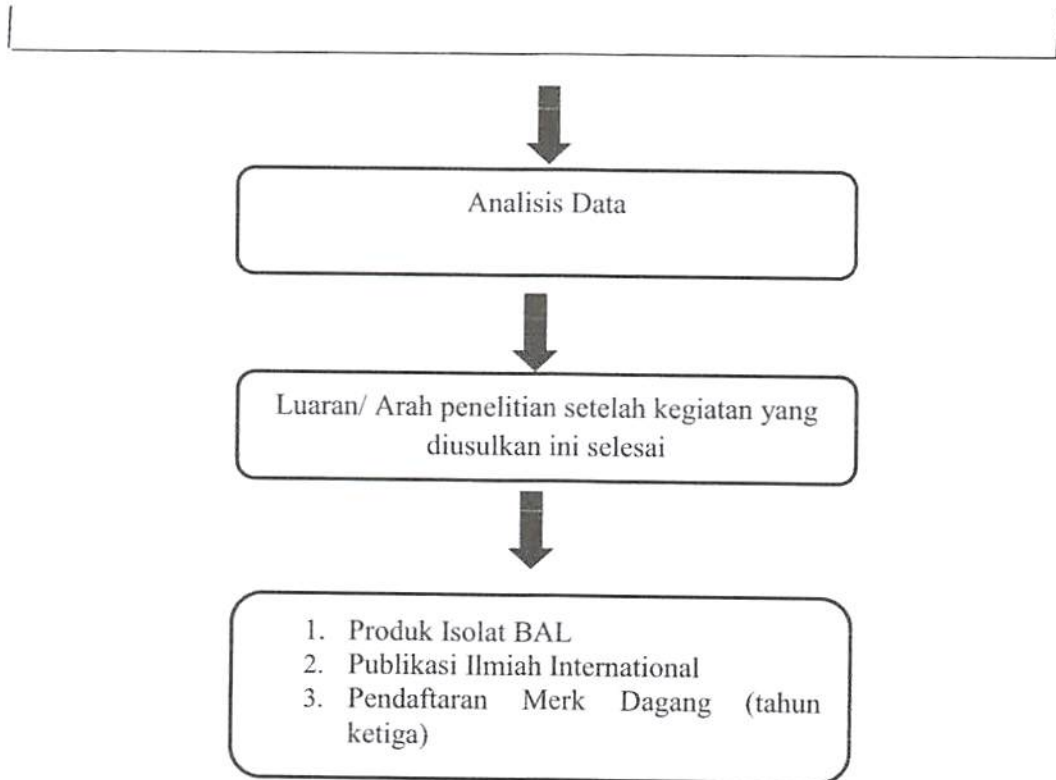 Analisis Data
Luaran/ Arah penelitian setelah kegiatan yang
diusulkan ini selesai
1. Produk Isolat BAL
2. Publikasi Ilmiah International
3. Pendaftaran Merk Dagang (tahun
ketiga)